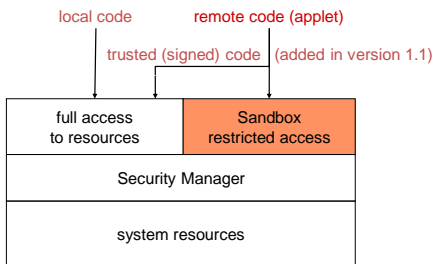 local code
remote code (applet)
trusted (signed) code
(added in version 1.1)
full access
to resources
Sandbox
restricted access
Security Manager
system resources